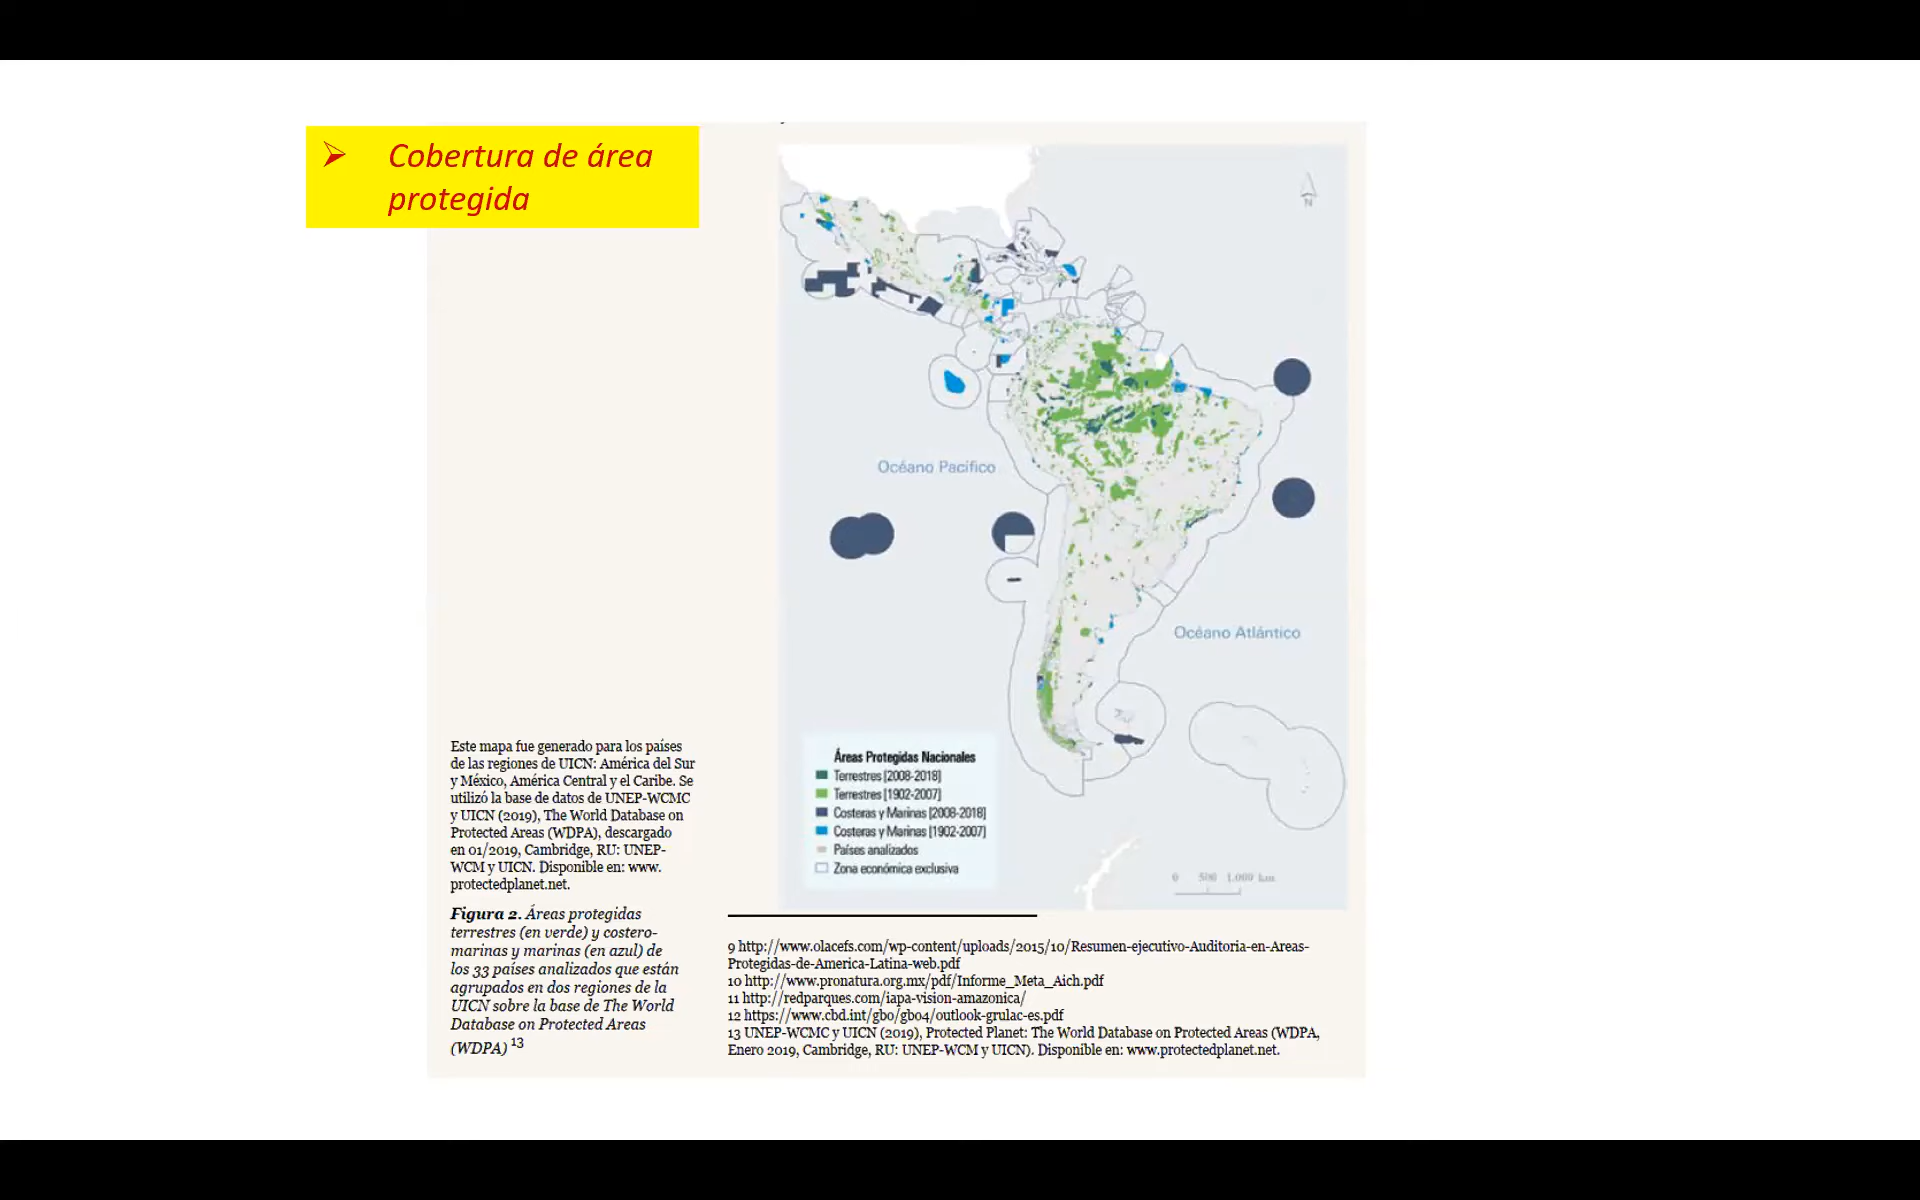 ➢ Cobertura de área
protegida
N
Océano Pacífico
Océano Atlántico
Áreas Protegidas Nacionales
Terrestres [2008-2018]
Terrestres [1902-2007]
Costeras y Marinas [2008-2018]
Costeras y Marinas [1902-2007]
Países analizados
Zona económica exclusiva
0 500 1.000 km
Este mapa fue generado para los países
de las regiones de UICN: América del Sur
y México, América Central y el Caribe. Se
utilizó la base de datos de UNEP-WCMC
y UICN (2019), The World Database on
Protected Areas (WDPA), descargado
en 01/2019, Cambridge, RU: UNEP-
WCM y UICN. Disponible en: www.
protectedplanet.net.
Figura 2. Áreas protegidas
terrestres (en verde) y costero-
marinas y marinas (en azul) de
los 33 países analizados que están
agrupados en dos regiones de la
UICN sobre la base de The World
Database on Protected Areas
(WDPA) 13
9 http://www.olacefs.com/wp-content/uploads/2015/10/Resumen-ejecutivo-Auditoria-en-Areas-
Protegidas-de-America-Latina-web.pdf
10 http://www.pronatura.org.mx/pdf/Informe_Meta_Aich.pdf
11 http://redparques.com/iapa-vision-amazonica/
12 https://www.cbd.int/gbo/gbo4/outlook-grulac-es.pdf
13 UNEP-WCMC y UICN (2019), Protected Planet: The World Database on Protected Areas (WDPA,
Enero 2019, Cambridge, RU: UNEP-WCM y UICN). Disponible en: www.protectedplanet.net.